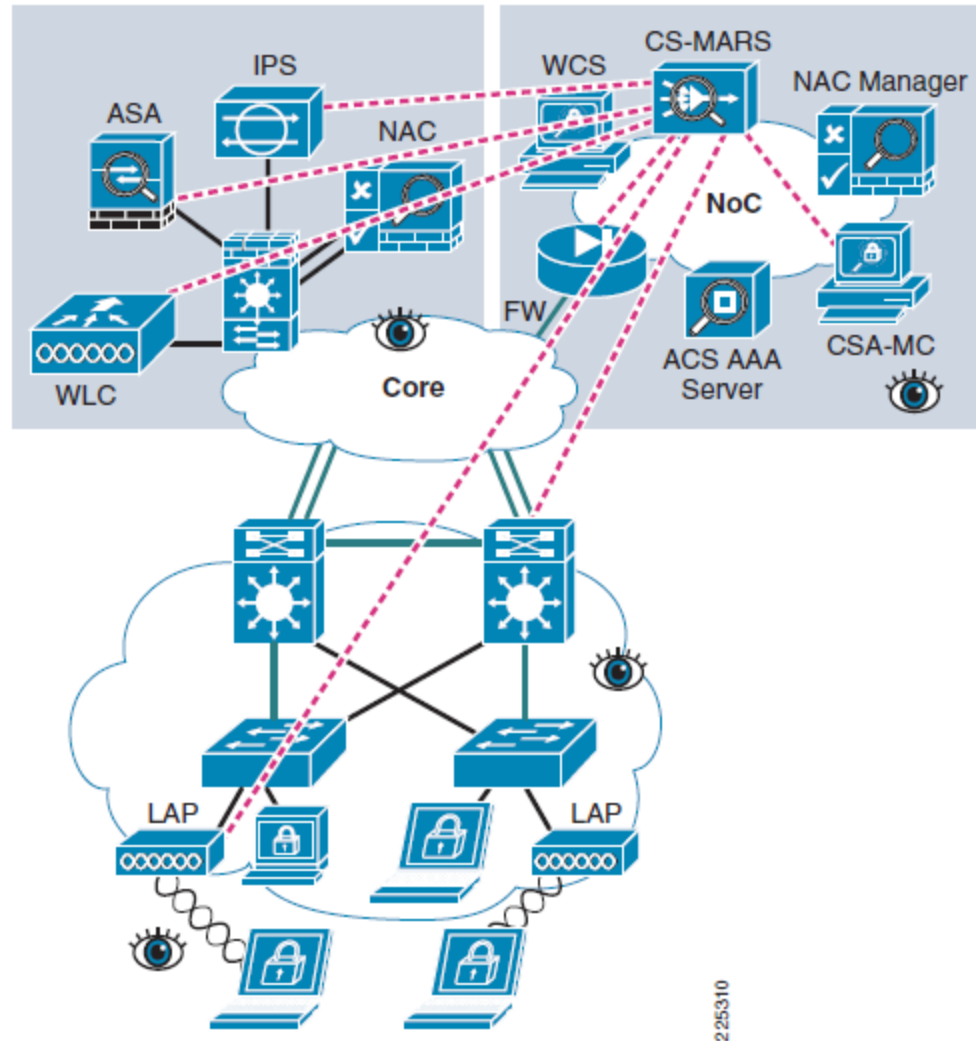 CS-MARS
IPS
WCS
NAC Manager
ASA
NAC
NoC
FW
WLC
Core
ACS AAA
Server
CSA-MC
LAP
LAP
225310